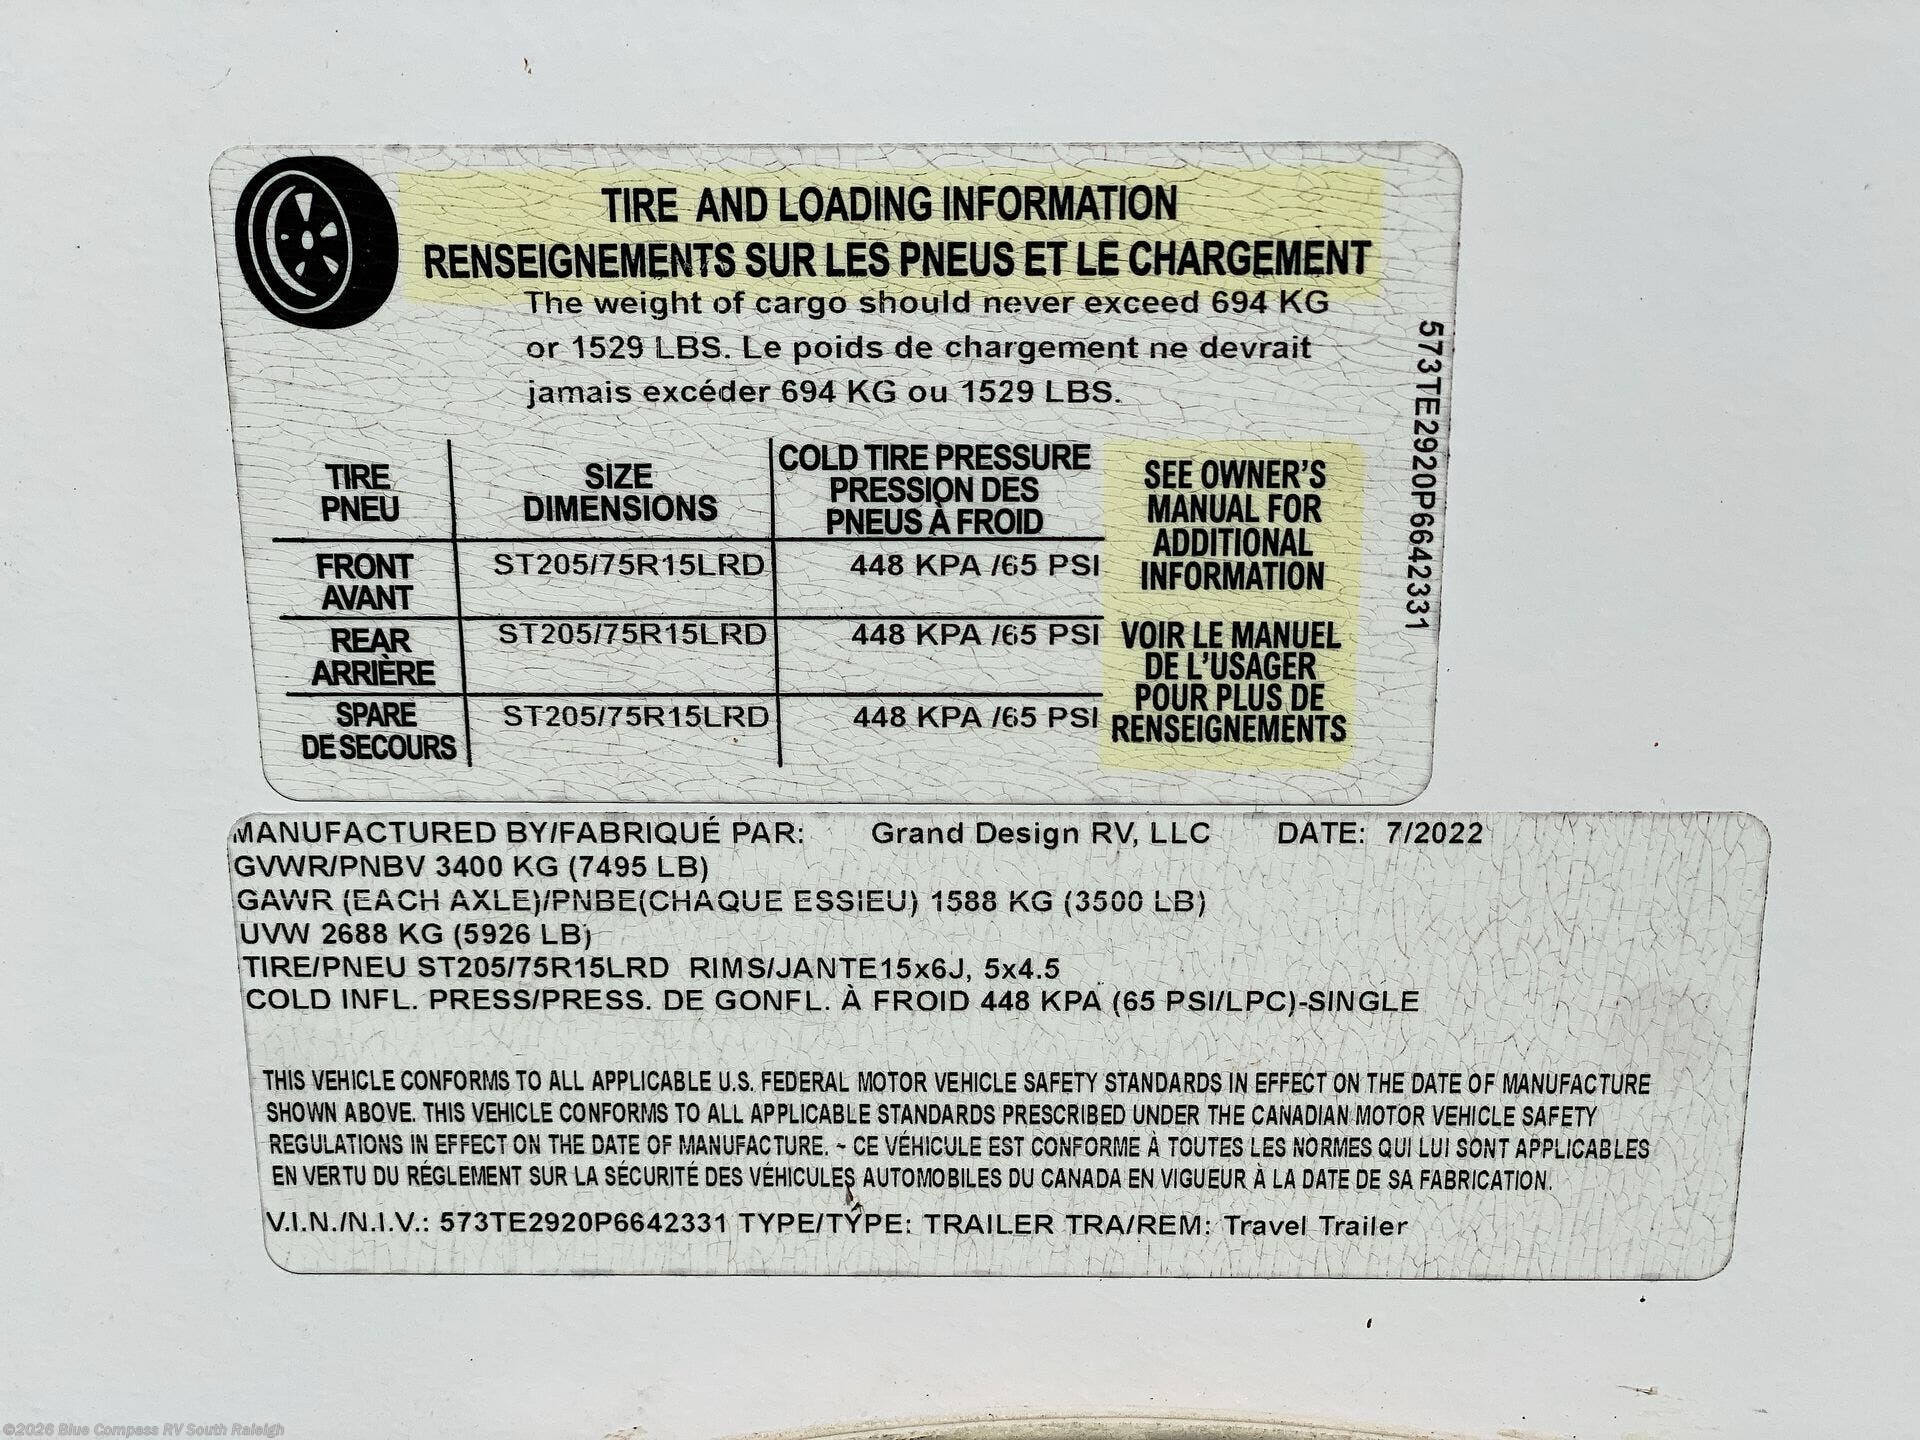 TIRE AND LOADING INFORMATION
RENSEIGNEMENTS SUR LES PNEUS ET LE CHARGEMENT
The weight of cargo should never exceed 694 KG
or 1529 LBS. Le poids de chargement ne devrait
jamais excéder 694 KG ou 1529 LBS.
573TE2920P6642331
TIRE
PNEU
SIZE
DIMENSIONS
COLD TIRE PRESSURE
PRESSION DES
PNEUS À FROID
FRONT
AVANT
ST205/75R15LRD
448 KPA /65 PSI
REAR
ARRIÈRE
ST205/75R15LRD
448 KPA /65 PSI
SPARE
DE SECOURS
ST205/75R15LRD
448 KPA /65 PSI
SEE OWNER'S
MANUAL FOR
ADDITIONAL
INFORMATION
VOIR LE MANUEL
DE L'USAGER
POUR PLUS DE
RENSEIGNEMENTS
MANUFACTURED BY/FABRIQUÉ PAR: Grand Design RV, LLC DATE: 7/2022
GVWR/PNBV 3400 KG (7495 LB)
GAWR (EACH AXLE)/PNBE(CHAQUE ESSIEU) 1588 KG (3500 LB)
UVW 2688 KG (5926 LB)
TIRE/PNEU ST205/75R15LRD RIMS/JANTE15x6J, 5x4.5
COLD INFL. PRESS/PRESS. DE GONFL. À FROID 448 KPA (65 PSI/LPC)-SINGLE
THIS VEHICLE CONFORMS TO ALL APPLICABLE U.S. FEDERAL MOTOR VEHICLE SAFETY STANDARDS IN EFFECT ON THE DATE OF MANUFACTURE
SHOWN ABOVE. THIS VEHICLE CONFORMS TO ALL APPLICABLE STANDARDS PRESCRIBED UNDER THE CANADIAN MOTOR VEHICLE SAFETY
REGULATIONS IN EFFECT ON THE DATE OF MANUFACTURE. ~ CE VÉHICULE EST CONFORME À TOUTES LES NORMES QUI LUI SONT APPLICABLES
EN VERTU DU RÉGLEMENT SUR LA SÉCURITÉ DES VÉHICULES AUTOMOBILES DU CANADA EN VIGUEUR À LA DATE DE SA FABRICATION.
V.I.N./N.I.V.: 573TE2920P6642331 TYPE/TYPE: TRAILER TRA/REM: Travel Trailer
©2026 Blue Compass RV South Raleigh